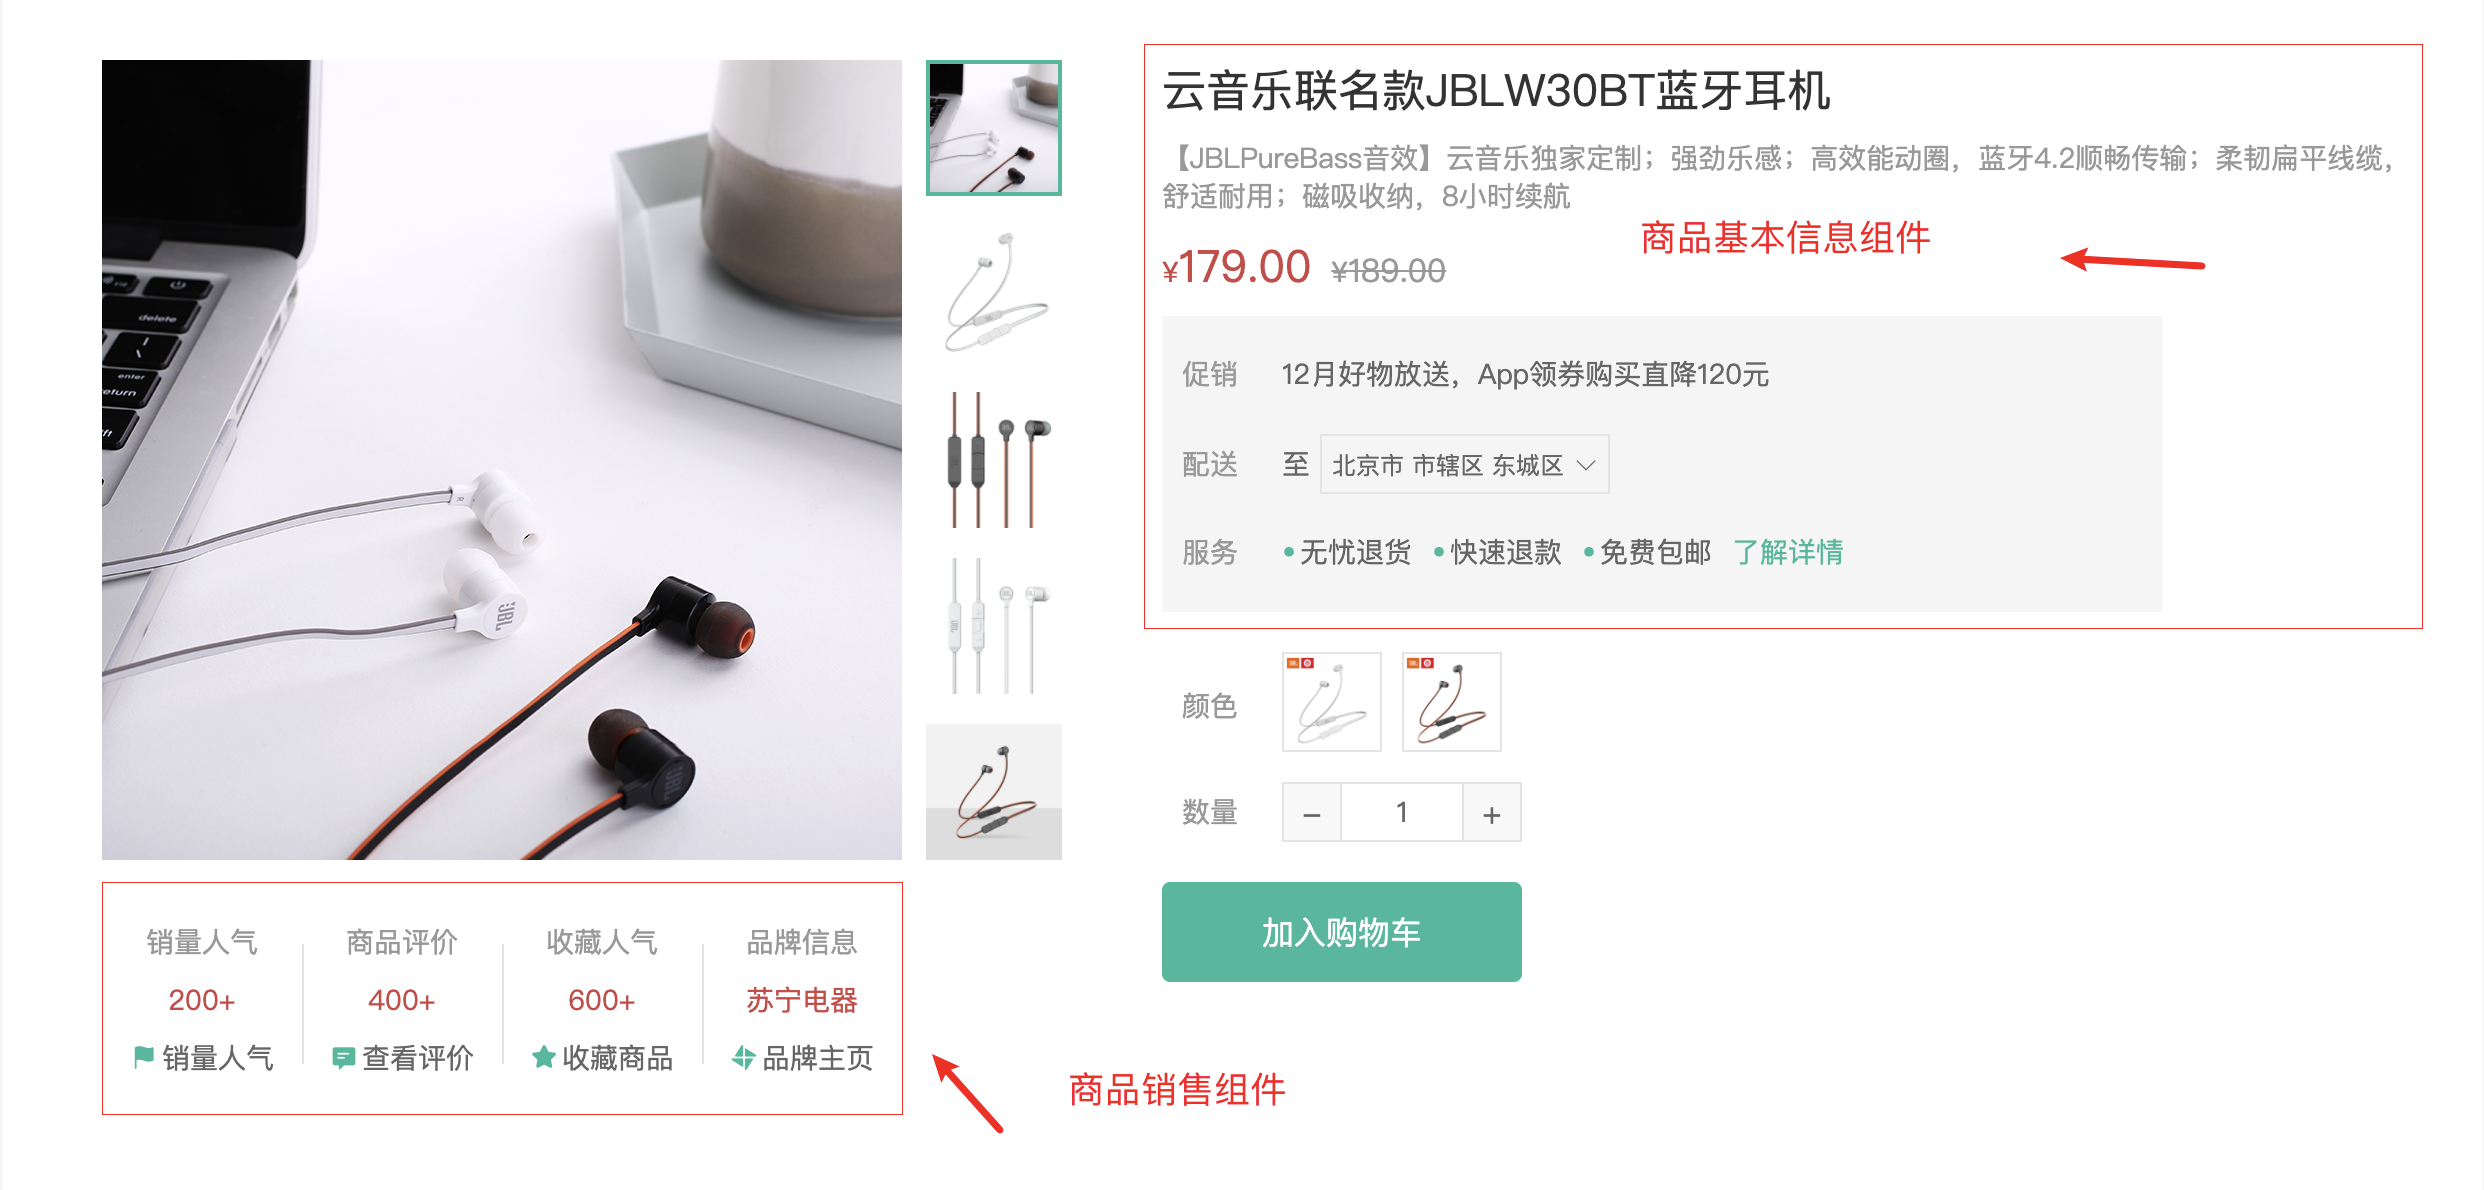 云音乐联名款JBLW30BT蓝牙耳机
【JBLPureBass音效】云音乐独家定制；强劲乐感；高效能动圈，蓝牙4.2顺畅传输；柔韧扁平线缆，
舒适耐用；磁吸收纳，8小时续航
商品基本信息组件
¥179.00 ¥189.00
促销 12月好物放送，App领券购买直降120元
配送 至 北京市 市辖区 东城区
服务 •无忧退货 •快速退款 •免费包邮 了解详情
颜色
数量 − 1 +
加入购物车
delete
enter
return
JBL
JBL
销量人气 商品评价 收藏人气 品牌信息
200+ 400+ 600+ 苏宁电器
销量人气 查看评价 收藏商品 品牌主页
商品销售组件